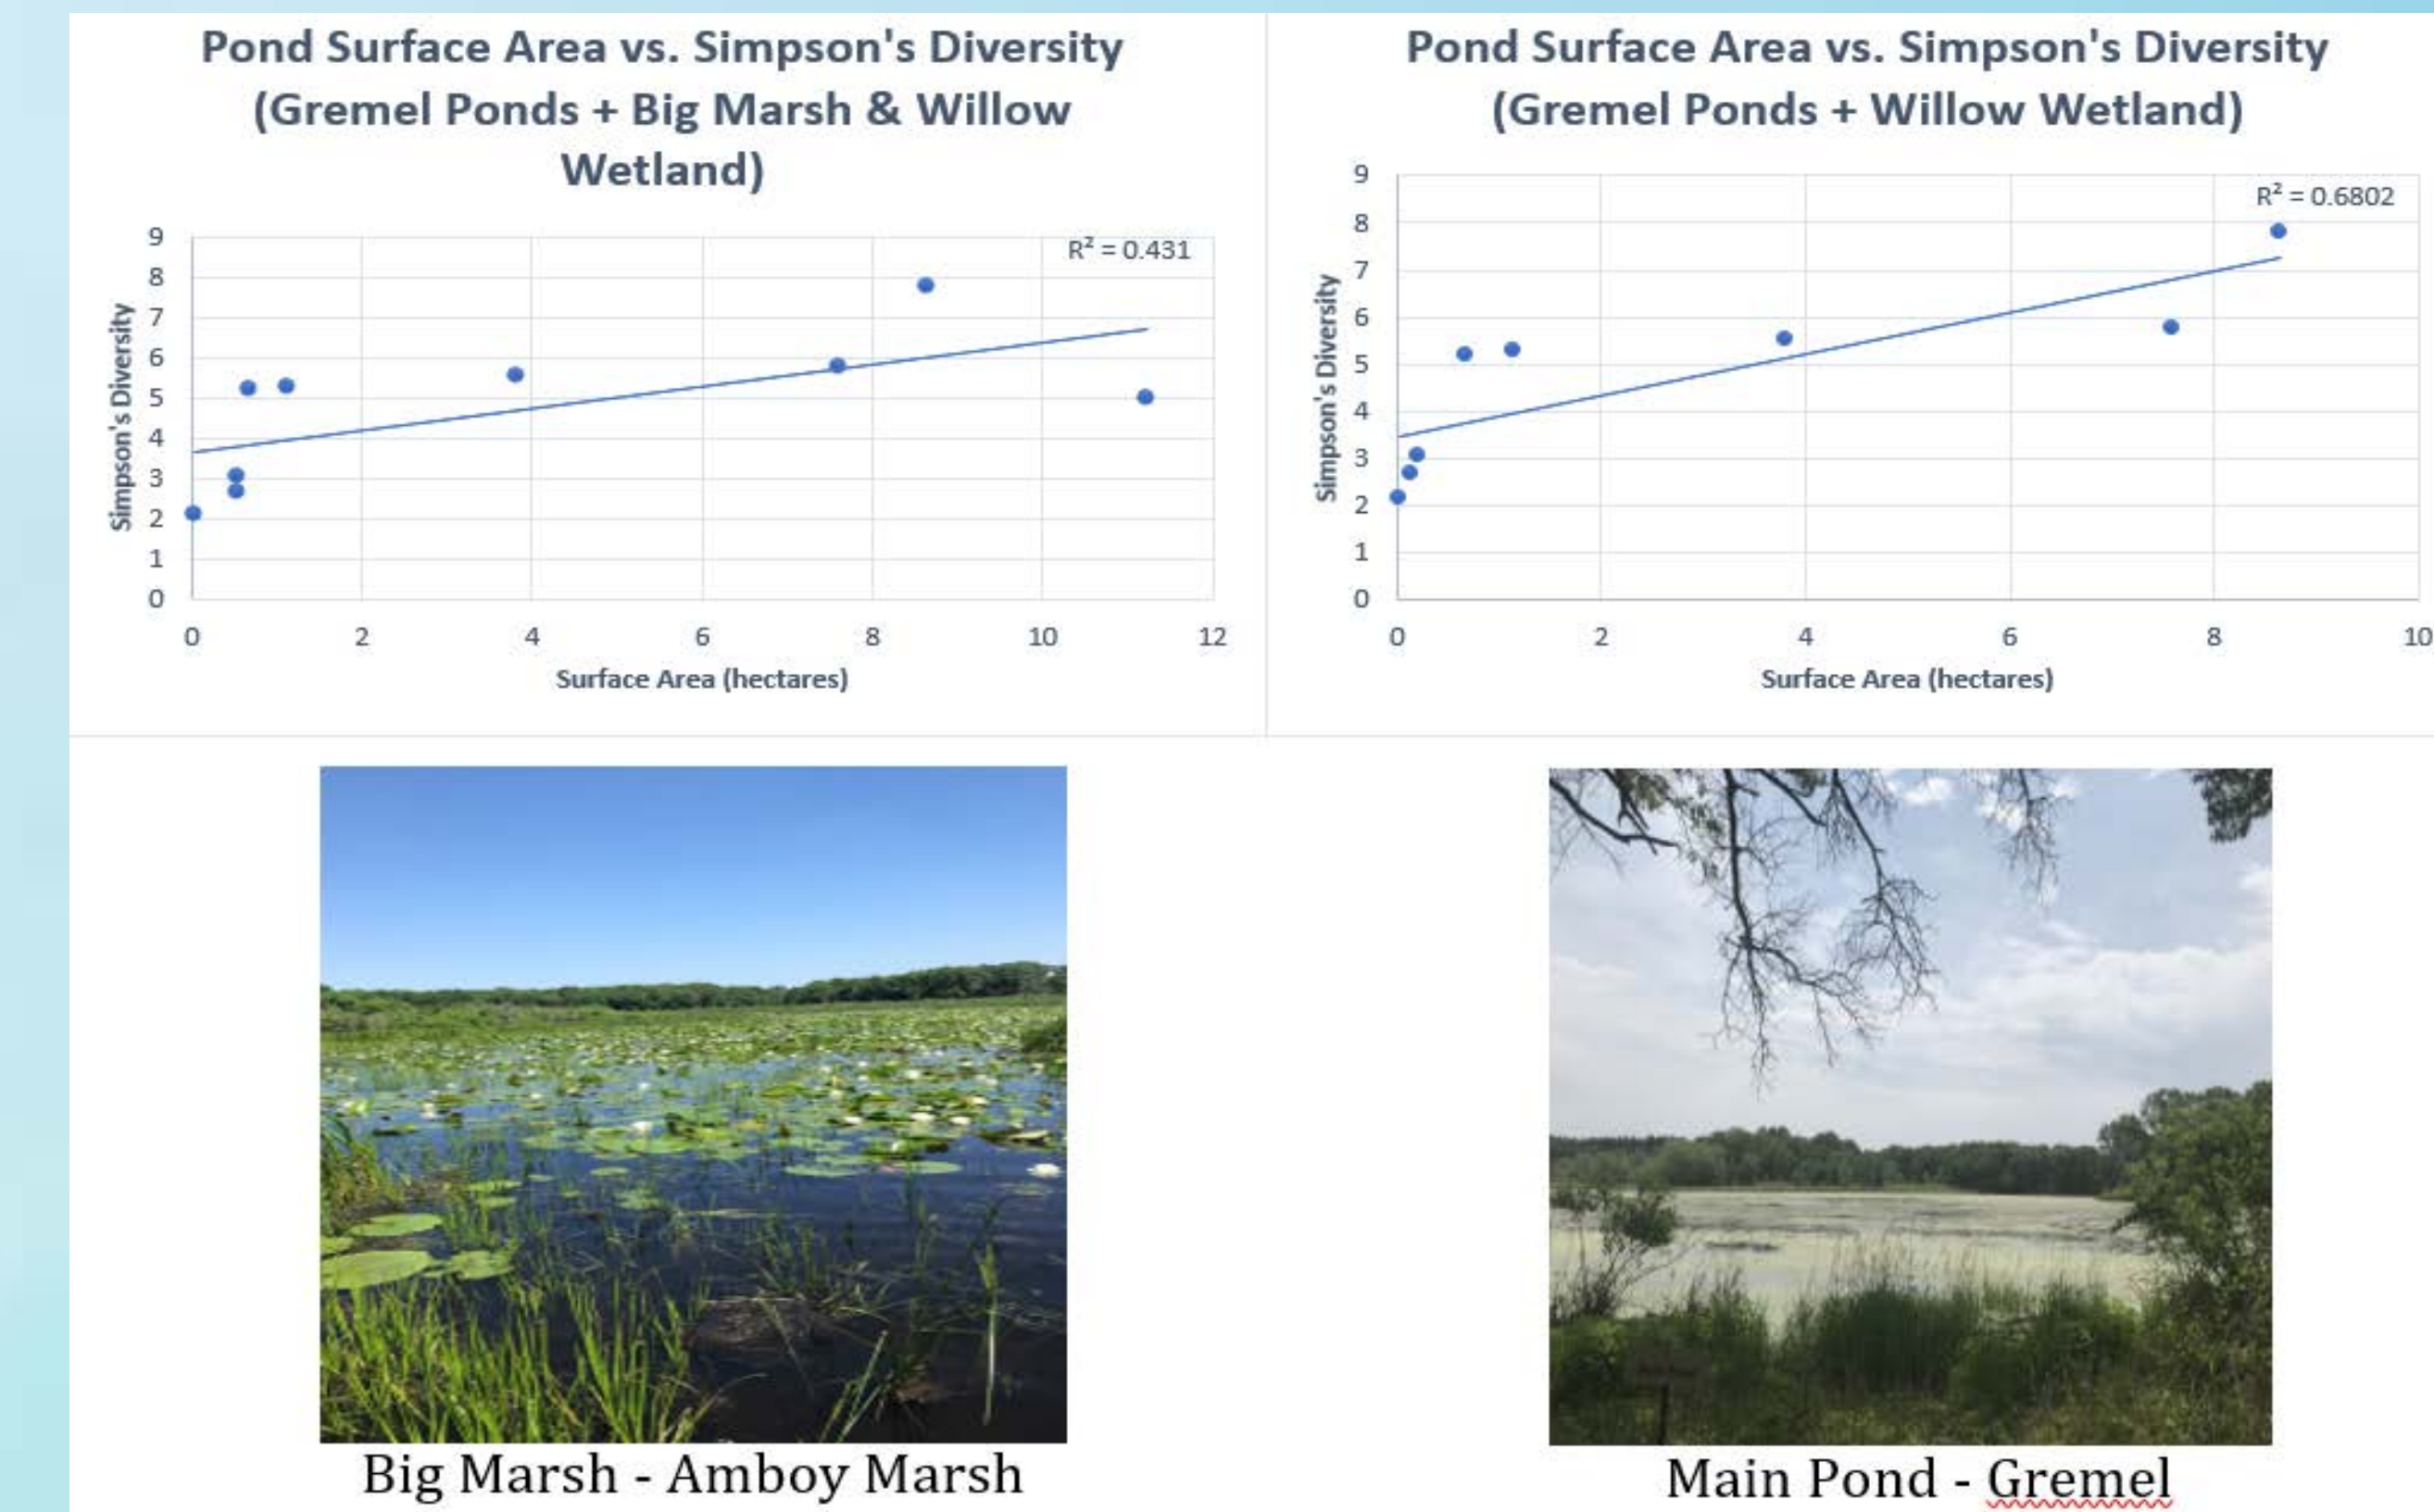 Pond Surface Area vs. Simpson's Diversity
(Gremel Ponds + Big Marsh & Willow
Wetland)
R² = 0.431
Simpson's Diversity
9
8
7
6
5
4
3
2
1
0
0 2 4 6 8 10 12
Surface Area (hectares)
Pond Surface Area vs. Simpson's Diversity
(Gremel Ponds + Willow Wetland)
R² = 0.6802
Simpson's Diversity
9
8
7
6
5
4
3
2
1
0
0 2 4 6 8 10
Surface Area (hectares)
Big Marsh - Amboy Marsh
Main Pond - Gremel